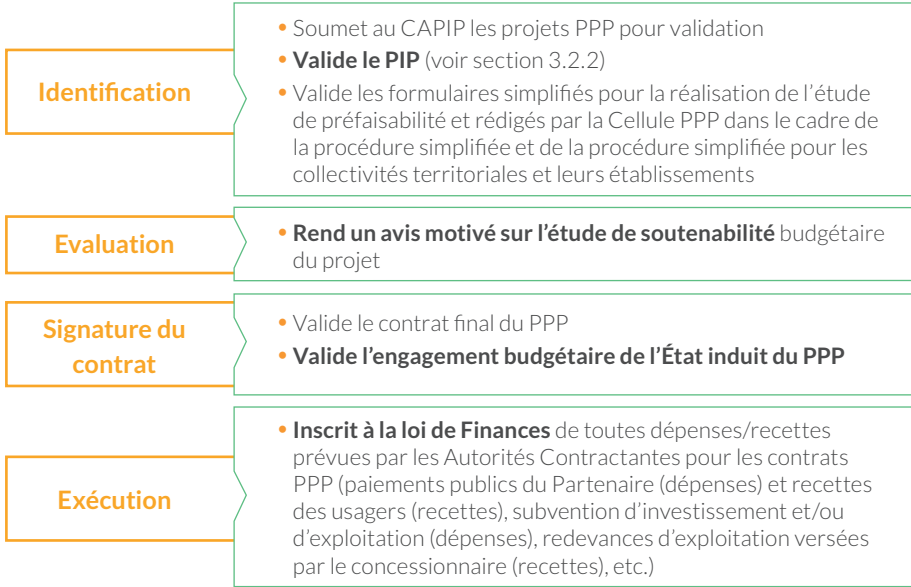 Identification
• Soumet au CAPIP les projets PPP pour validation
• Valide le PIP (voir section 3.2.2)
• Valide les formulaires simplifiés pour la réalisation de l'étude
de préfaisabilité et rédigés par la Cellule PPP dans le cadre de
la procédure simplifiée et de la procédure simplifiée pour les
collectivités territoriales et leurs établissements
Evaluation
• Rend un avis motivé sur l'étude de soutenabilité budgétaire
du projet
Signature du
contrat
• Valide le contrat final du PPP
• Valide l'engagement budgétaire de l'État induit du PPP
Exécution
• Inscrit à la loi de Finances de toutes dépenses/recettes
prévues par les Autorités Contractantes pour les contrats
PPP (paiements publics du Partenaire (dépenses) et recettes
des usagers (recettes), subvention d'investissement et/ou
d'exploitation (dépenses), redevances d'exploitation versées
par le concessionnaire (recettes), etc.)